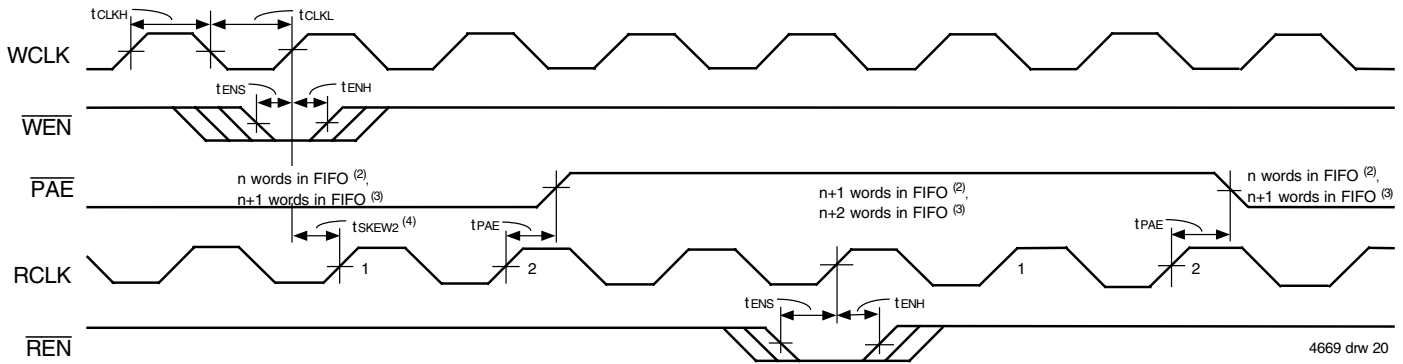 tCLKH tCLKL
WCLK
tENS tENH
WEN
PAE
n words in FIFO (2),
n+1 words in FIFO (3)
n+1 words in FIFO (2),
n+2 words in FIFO (3)
n words in FIFO (2),
n+1 words in FIFO (3)
tSKEW2 (4)
tPAE
tPAE
RCLK
1
2
1
2
tENS tENH
REN
4669 drw 20